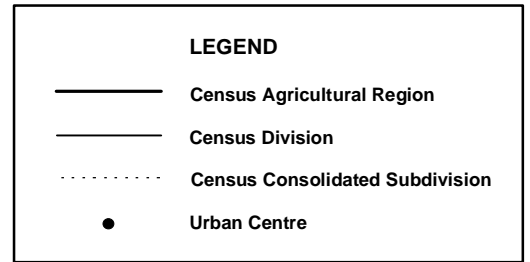 LEGEND
Census Agricultural Region
Census Division
Census Consolidated Subdivision
Urban Centre